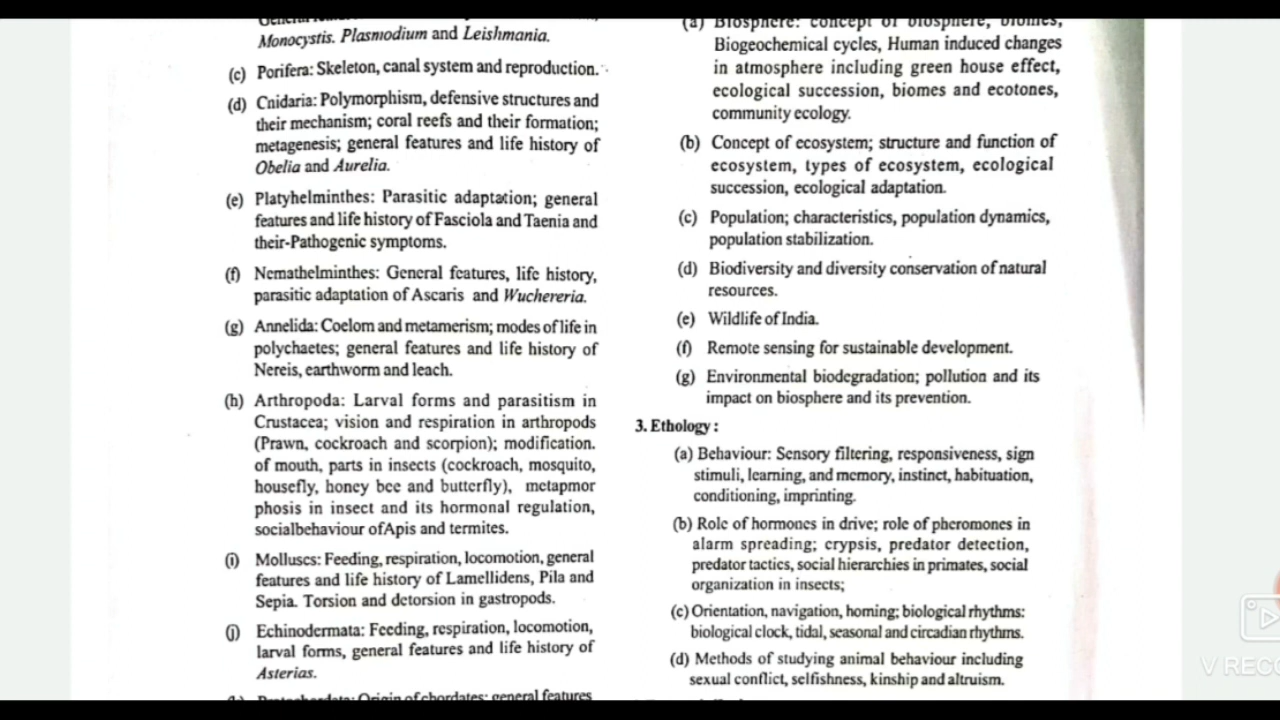 General
Monocystis. Plasmodium and Leishmania.
(c) Porifera: Skeleton, canal system and reproduction.
(d) Cnidaria: Polymorphism, defensive structures and
their mechanism; coral reefs and their formation;
metagenesis; general features and life history of
Obelia and Aurelia.
(e) Platyhelminthes: Parasitic adaptation; general
features and life history of Fasciola and Taenia and
their-Pathogenic symptoms.
(f) Nemathelminthes: General features, life history,
parasitic adaptation of Ascaris and Wuchereria.
(g) Annelida: Coelom and metamerism; modes of life in
polychaetes; general features and life history of
Nereis, earthworm and leach.
(h) Arthropoda: Larval forms and parasitism in
Crustacea; vision and respiration in arthropods
(Prawn, cockroach and scorpion); modification.
of mouth, parts in insects (cockroach, mosquito,
housefly, honey bee and butterfly), metapmor
phosis in insect and its hormonal regulation,
socialbehaviour ofApis and termites.
(i) Molluscs: Feeding, respiration, locomotion, general
features and life history of Lamellidens, Pila and
Sepia. Torsion and detorsion in gastropods.
(j) Echinodermata: Feeding, respiration, locomotion,
larval forms, general features and life history of
Asterias.
Protochordata: Origin of chordates; general features
(a) Biosphere: concept of biosphere, biomes,
Biogeochemical cycles, Human induced changes
in atmosphere including green house effect,
ecological succession, biomes and ecotones,
community ecology.
(b) Concept of ecosystem; structure and function of
ecosystem, types of ecosystem, ecological
succession, ecological adaptation.
(c) Population; characteristics, population dynamics,
population stabilization.
(d) Biodiversity and diversity conservation of natural
resources.
(e) Wildlife of India.
(f) Remote sensing for sustainable development.
(g) Environmental biodegradation; pollution and its
impact on biosphere and its prevention.
3. Ethology :
(a) Behaviour: Sensory filtering, responsiveness, sign
stimuli, learning, and memory, instinct, habituation,
conditioning, imprinting.
(b) Role of hormones in drive; role of pheromones in
alarm spreading; crypsis, predator detection,
predator tactics, social hierarchies in primates, social
organization in insects;
(c) Orientation, navigation, homing; biological rhythms:
biological clock, tidal, seasonal and circadian rhythms.
(d) Methods of studying animal behaviour including
sexual conflict, selfishness, kinship and altruism.
V RECO